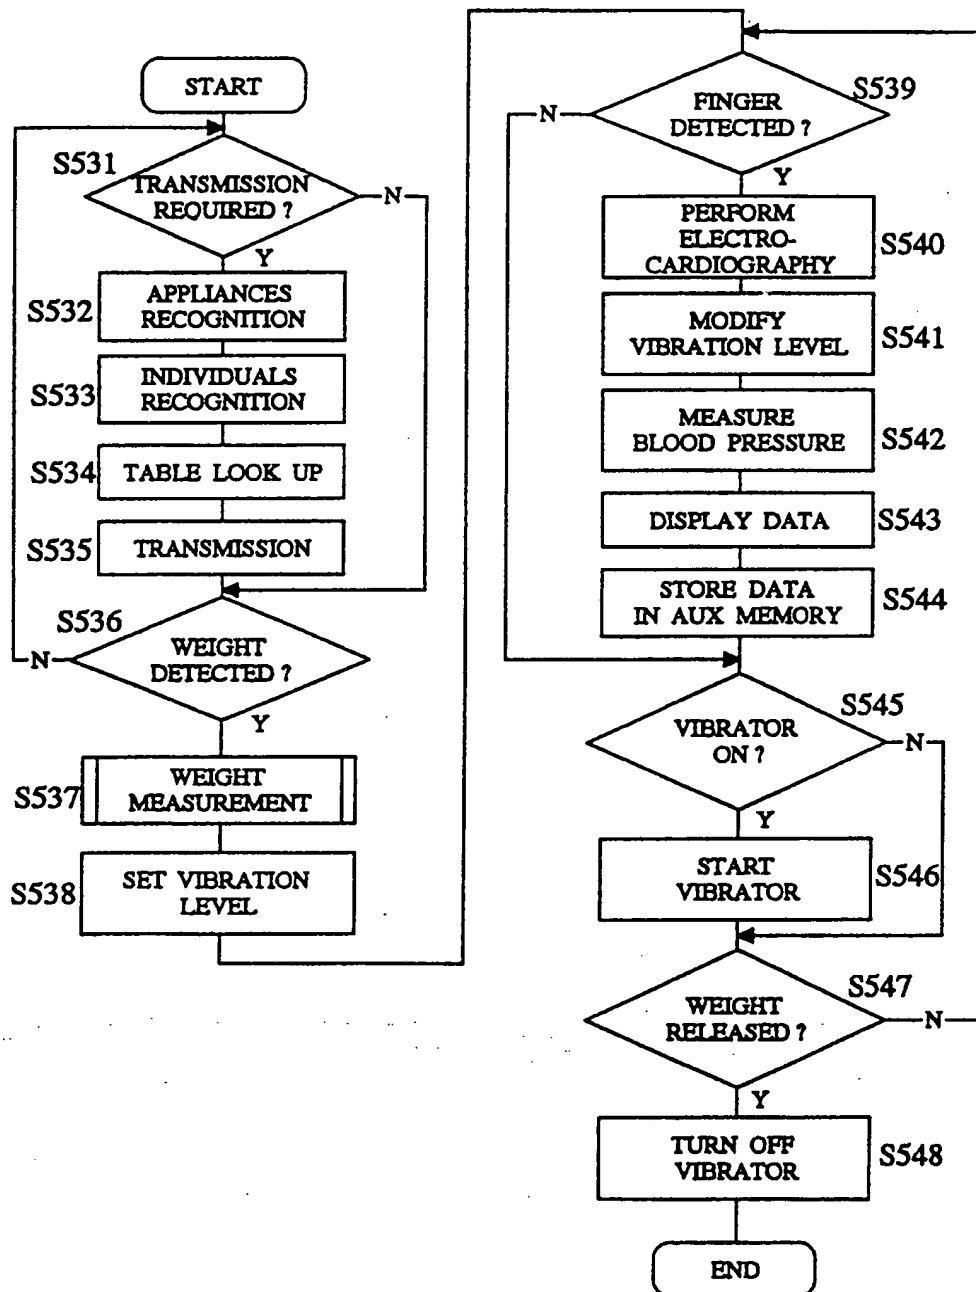 START
S531
TRANSMISSION
REQUIRED ?
N
Y
S532
APPLIANCES
RECOGNITION
S533
INDIVIDUALS
RECOGNITION
S534
TABLE LOOK UP
S535
TRANSMISSION
S536
WEIGHT
DETECTED ?
N
Y
S537
WEIGHT
MEASUREMENT
S538
SET VIBRATION
LEVEL
S539
FINGER
DETECTED ?
N
Y
PERFORM
ELECTRO-
CARDIOGRAPHY
S540
MODIFY
VIBRATION LEVEL
S541
MEASURE
BLOOD PRESSURE
S542
DISPLAY DATA
S543
STORE DATA
IN AUX MEMORY
S544
S545
VIBRATOR
ON ?
N
Y
START
VIBRATOR
S546
S547
WEIGHT
RELEASED ?
N
Y
TURN OFF
VIBRATOR
S548
END